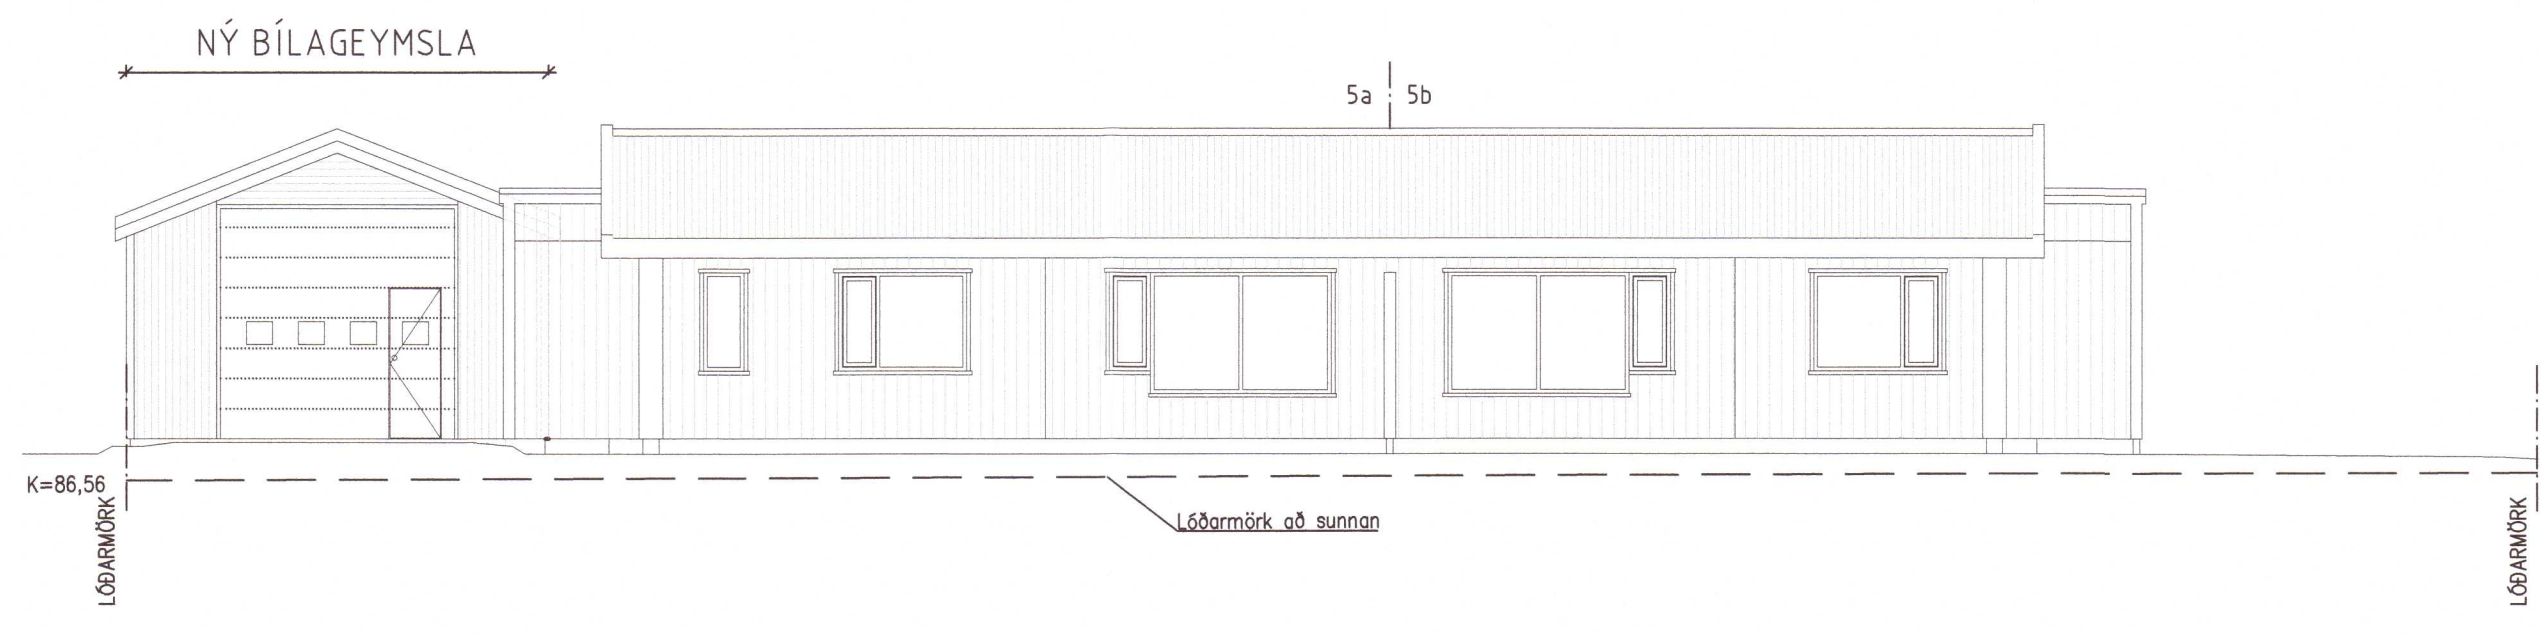 NÝ BÍLAGEYMSLA
5a 5b
K=86,56
LÓÐARMÖRK
Lóðarmörk að sunnan
LÓÐARMÖRK